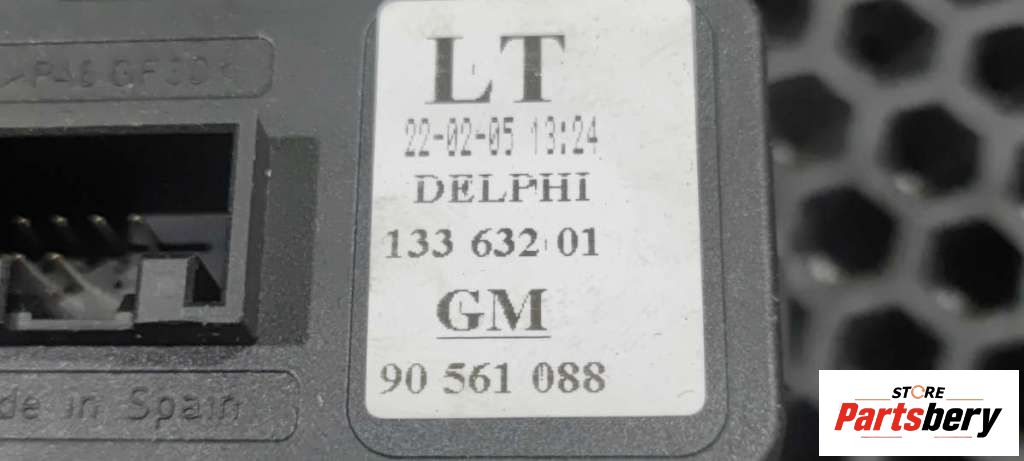 >P-66GF30<
LT
22-02-05 13:24
DELPHI
133 632 01
GM
90 561 088
de in Spain
STORE
Partsbery